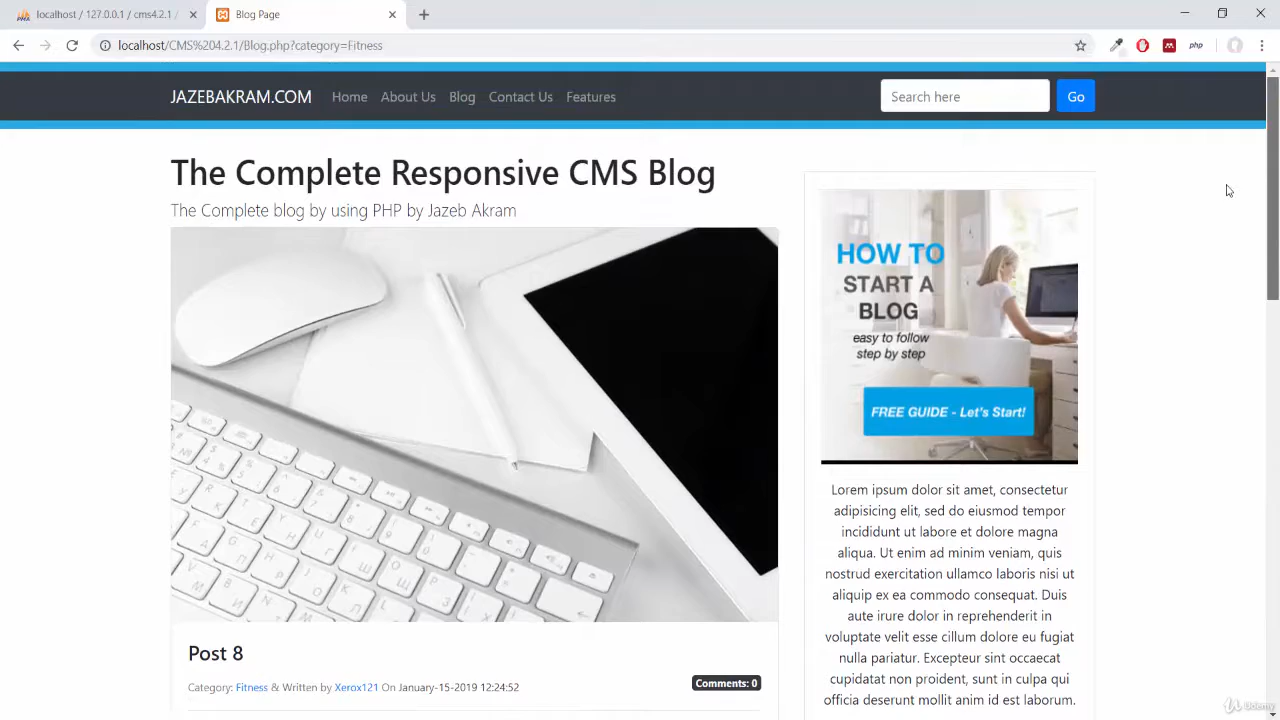 localhost / 127.0.0.1 / cms4.2.1 /
Blog Page
localhost/CMS%204.2.1/Blog.php?category=Fitness
php
JAZEBAKRAM.COM
Home
About Us
Blog
Contact Us
Features
Search here
Go
The Complete Responsive CMS Blog
The Complete blog by using PHP by Jazeb Akram
HOW TO
START A
BLOG
easy to follow
step by step
FREE GUIDE - Let's Start!
Lorem ipsum dolor sit amet, consectetur
adipisicing elit, sed do eiusmod tempor
incididunt ut labore et dolore magna
aliqua. Ut enim ad minim veniam, quis
nostrud exercitation ullamco laboris nisi ut
aliquip ex ea commodo consequat. Duis
aute irure dolor in reprehenderit in
voluptate velit esse cillum dolore eu fugiat
nulla pariatur. Excepteur sint occaecat
cupidatat non proident, sunt in culpa qui
officia deserunt mollit anim id est laborum.
Post 8
Category: Fitness & Written by Xerox121 On January-15-2019 12:24:52
Comments: 0
Udemy